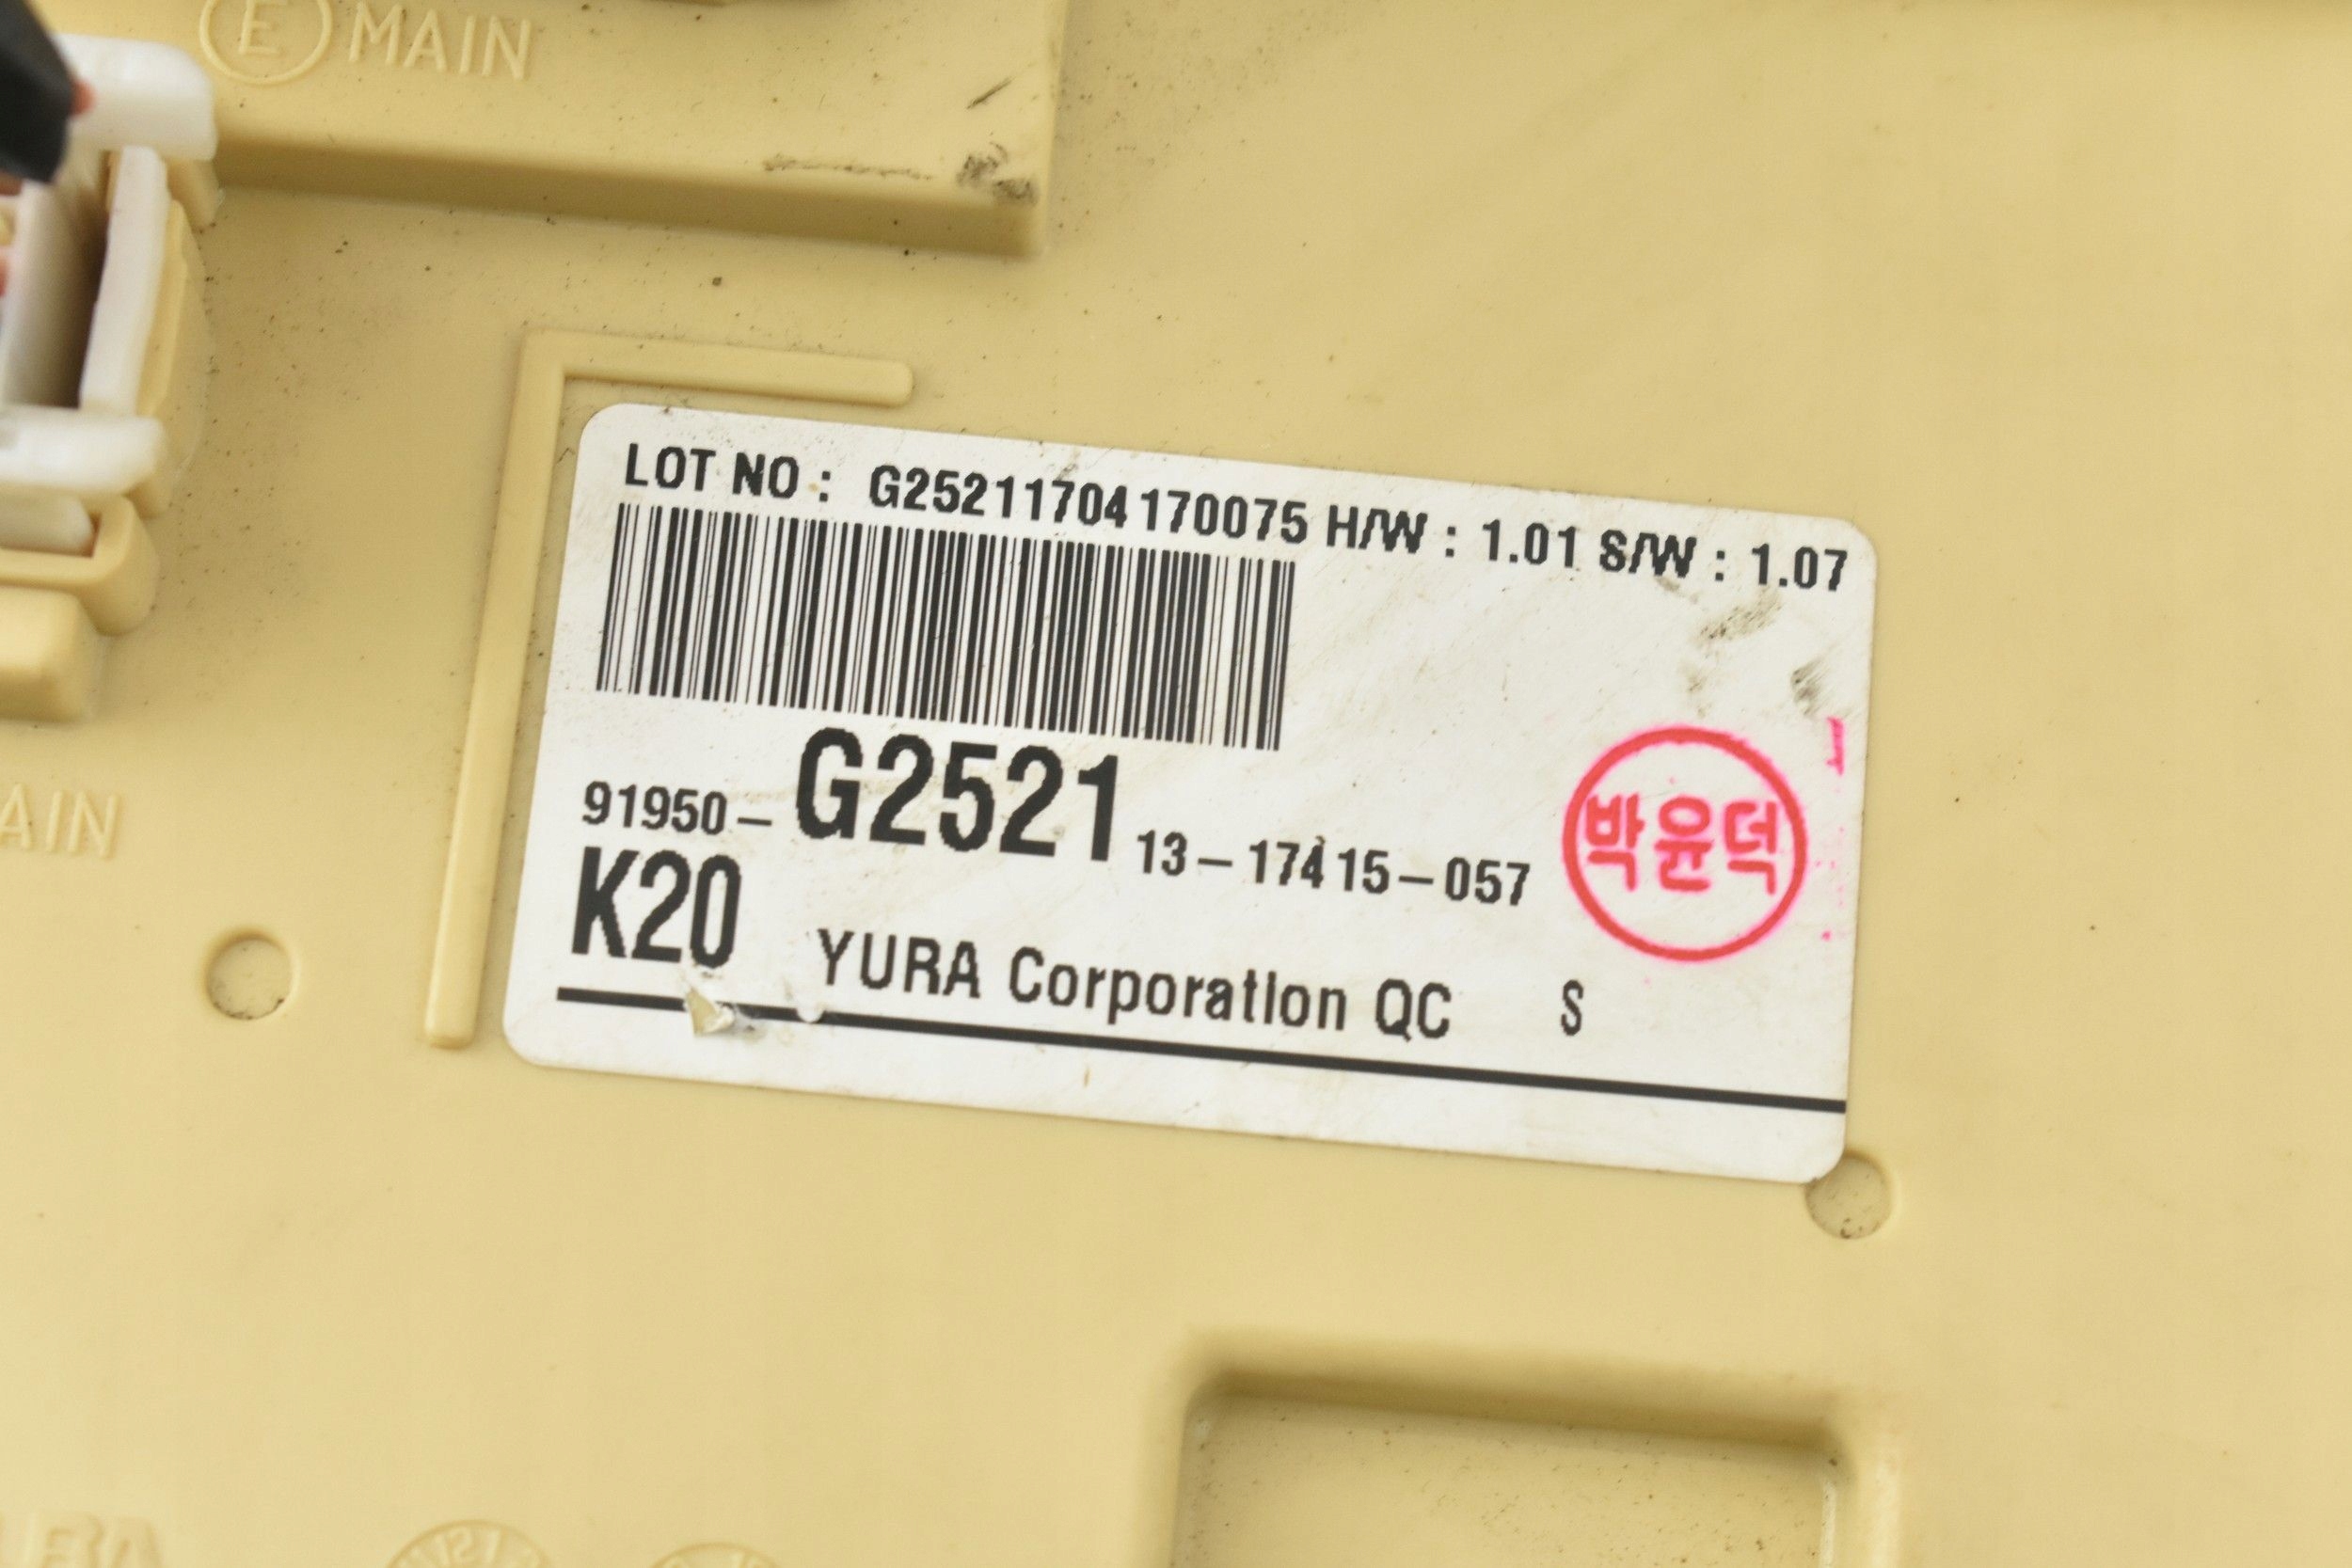 E MAIN
LOT NO : G25211704170075 H/W : 1.01 S/W : 1.07
91950-G2521 13-17415-057
박윤덕
K20 YURA Corporation QC S